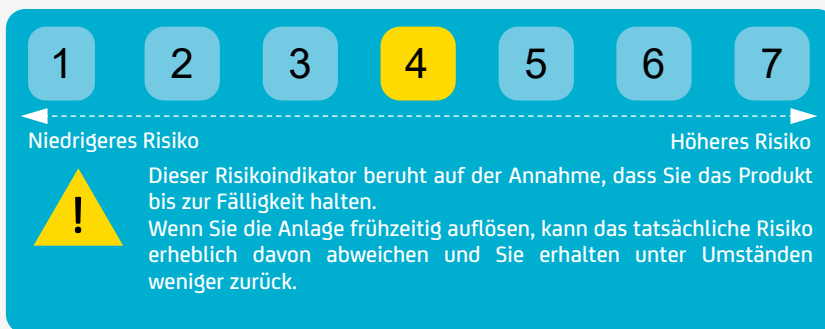 1 2 3 4 5 6 7
Niedrigeres Risiko Höheres Risiko
!
Dieser Risikoindikator beruht auf der Annahme, dass Sie das Produkt
bis zur Fälligkeit halten.
Wenn Sie die Anlage frühzeitig auflösen, kann das tatsächliche Risiko
erheblich davon abweichen und Sie erhalten unter Umständen
weniger zurück.